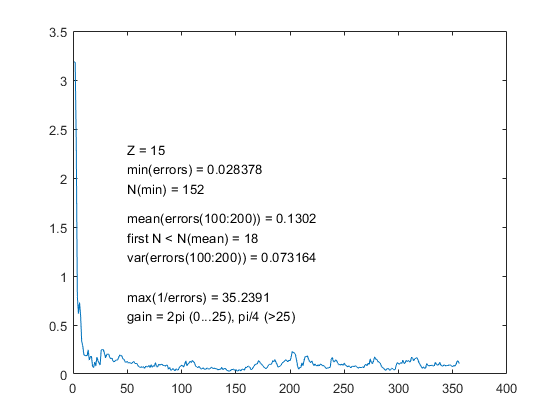 3.5
3
2.5
2
1.5
1
0.5
0
Z = 15
min(errors) = 0.028378
N(min) = 152
mean(errors(100:200)) = 0.1302
first N < N(mean) = 18
var(errors(100:200)) = 0.073164
max(1/errors) = 35.2391
gain = 2pi (0...25), pi/4 (>25)
0 50 100 150 200 250 300 350 400